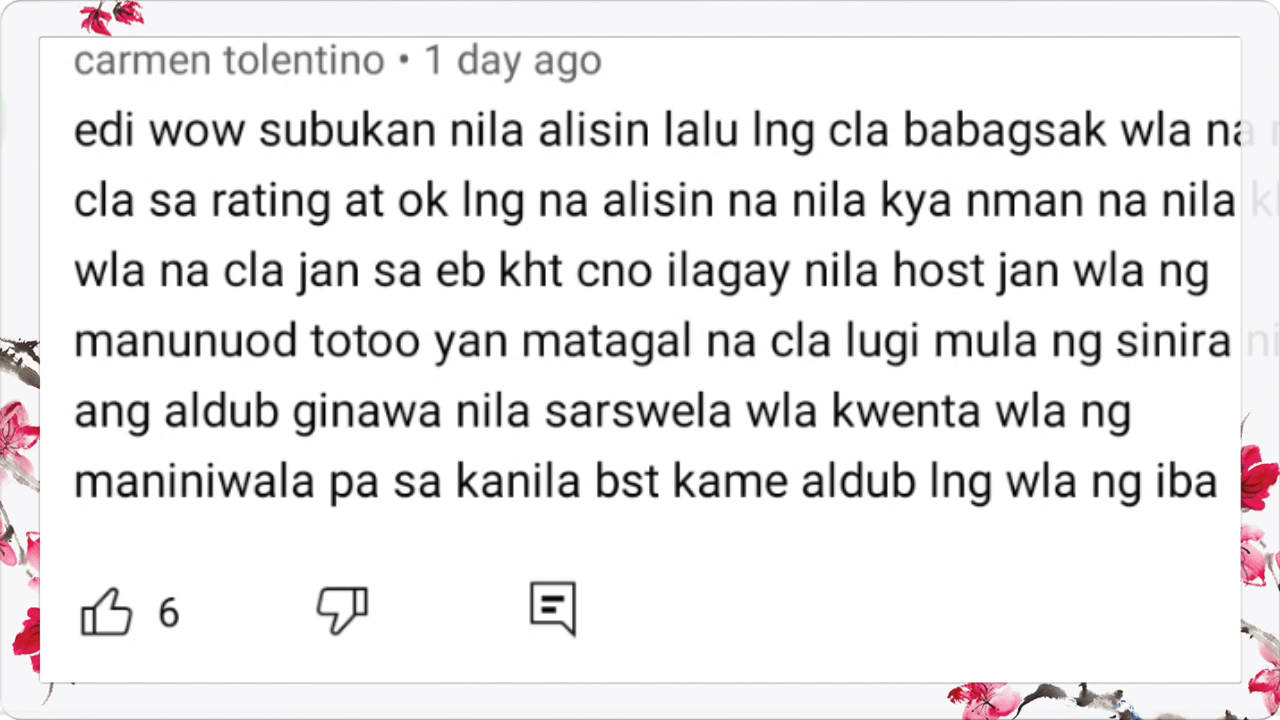 carmen tolentino • 1 day ago
edi wow subukan nila alisin lalu lng cla babagsak wla na
cla sa rating at ok lng na alisin na nila kya nman na nila
wla na cla jan sa eb kht cno ilagay nila host jan wla ng
manunuod totoo yan matagal na cla lugi mula ng sinira
ang aldub ginawa nila sarswela wla kwenta wla ng
maniniwala pa sa kanila bst kame aldub lng wla ng iba
6